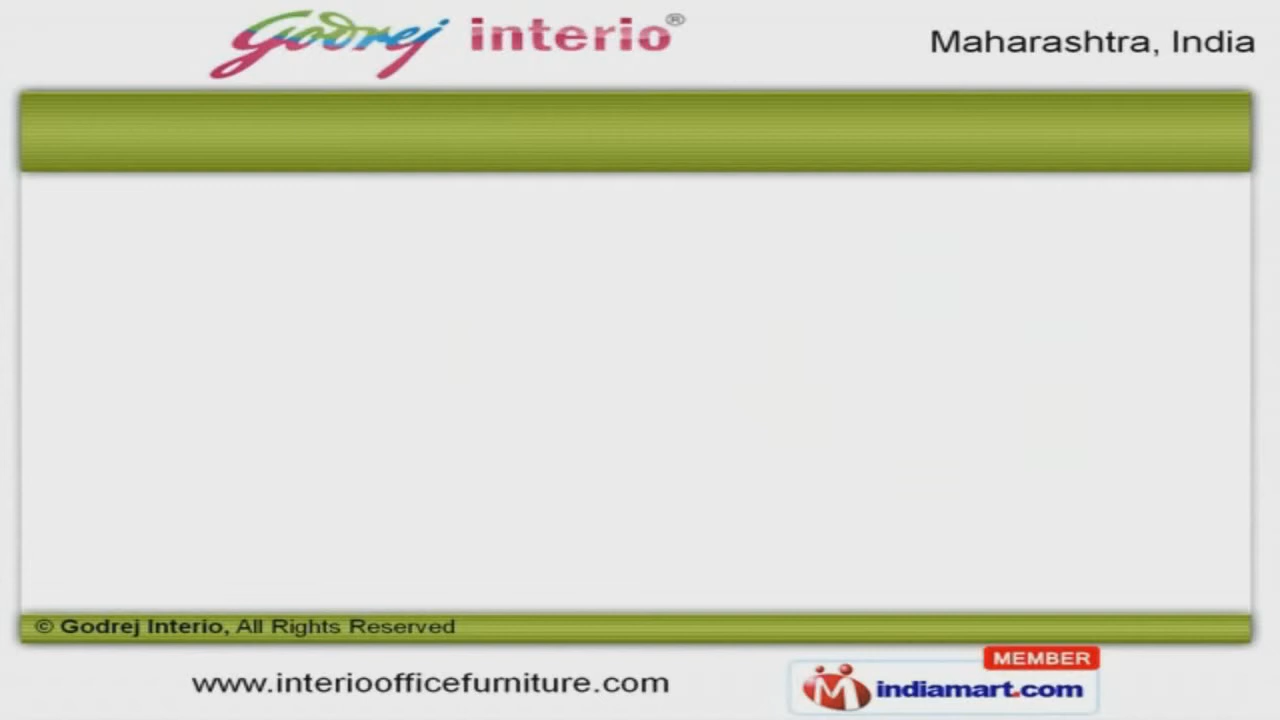 Godrej interio®
Maharashtra, India
© Godrej Interio, All Rights Reserved
www.interioofficefurniture.com
MEMBER
indiamart.com